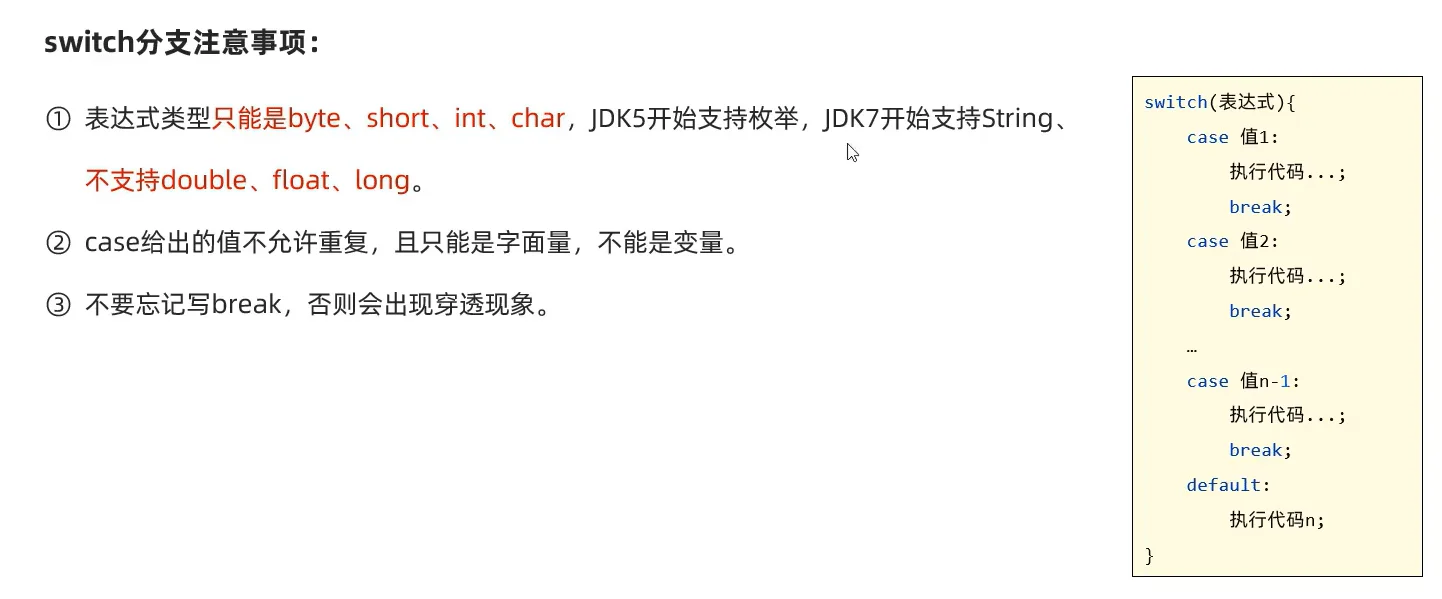 switch分支注意事项：
① 表达式类型只能是byte、short、int、char，JDK5开始支持枚举，JDK7开始支持String、
不支持double、float、long。
② case给出的值不允许重复，且只能是字面量，不能是变量。
③ 不要忘记写break，否则会出现穿透现象。
switch(表达式){
case 值1:
执行代码...;
break;
case 值2:
执行代码...;
break;
…
case 值n-1:
执行代码...;
break;
default:
执行代码n;
}